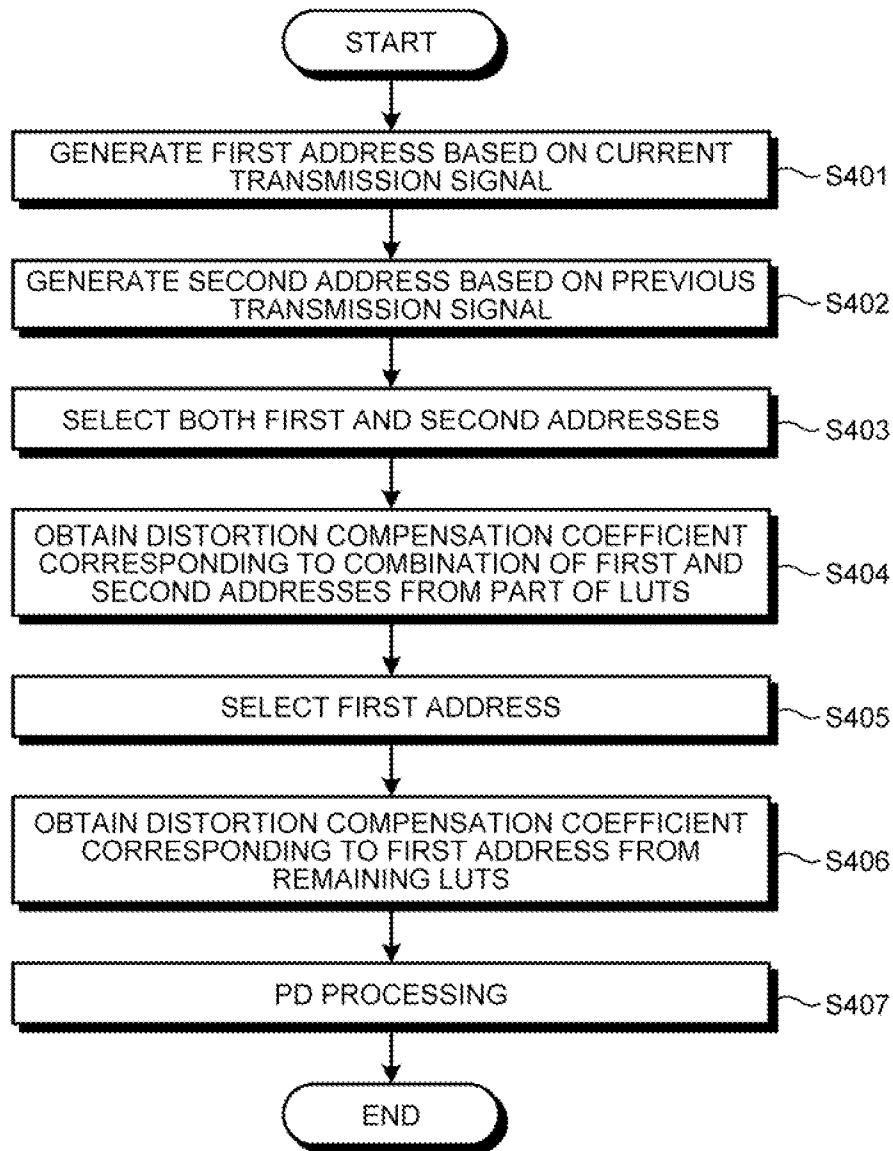 START
GENERATE FIRST ADDRESS BASED ON CURRENT
TRANSMISSION SIGNAL
S401
GENERATE SECOND ADDRESS BASED ON PREVIOUS
TRANSMISSION SIGNAL
S402
SELECT BOTH FIRST AND SECOND ADDRESSES
S403
OBTAIN DISTORTION COMPENSATION COEFFICIENT
CORRESPONDING TO COMBINATION OF FIRST AND
SECOND ADDRESSES FROM PART OF LUTS
S404
SELECT FIRST ADDRESS
S405
OBTAIN DISTORTION COMPENSATION COEFFICIENT
CORRESPONDING TO FIRST ADDRESS FROM
REMAINING LUTS
S406
PD PROCESSING
S407
END